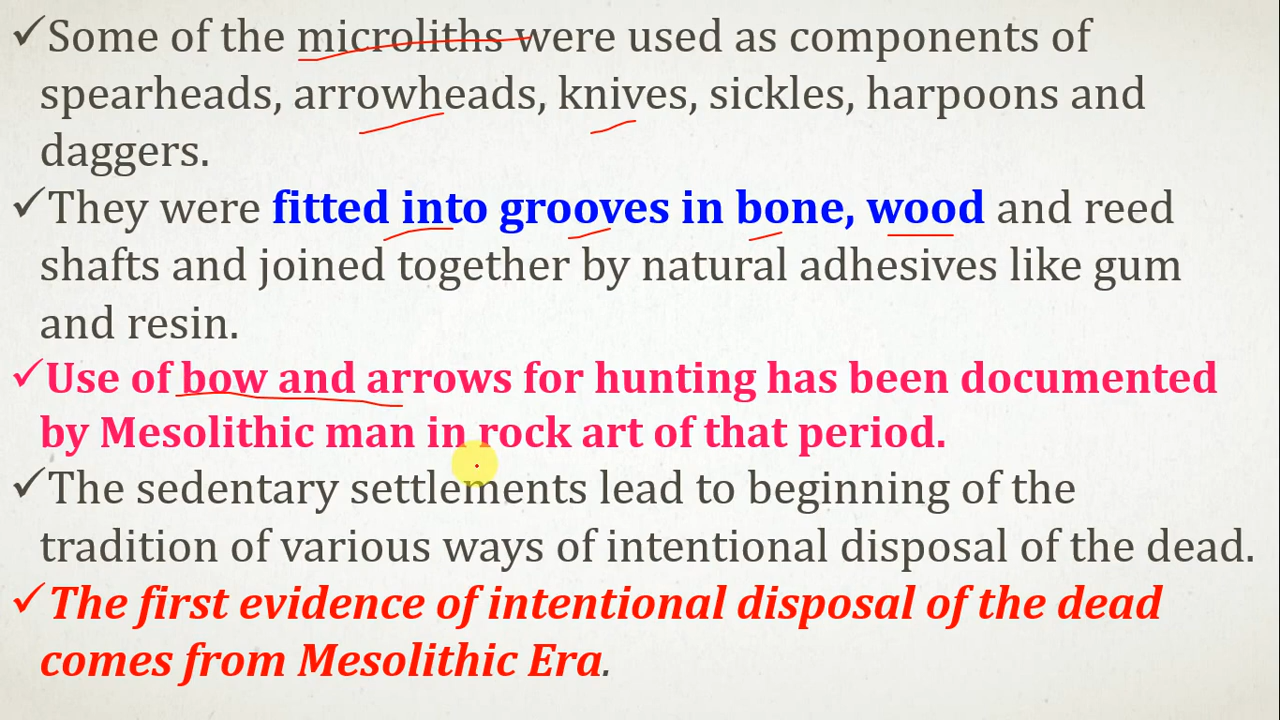 ✓Some of the microliths were used as components of
spearheads, arrowheads, knives, sickles, harpoons and
daggers.
✓They were fitted into grooves in bone, wood and reed
shafts and joined together by natural adhesives like gum
and resin.
✓Use of bow and arrows for hunting has been documented
by Mesolithic man in rock art of that period.
✓The sedentary settlements lead to beginning of the
tradition of various ways of intentional disposal of the dead.
✓The first evidence of intentional disposal of the dead
comes from Mesolithic Era.